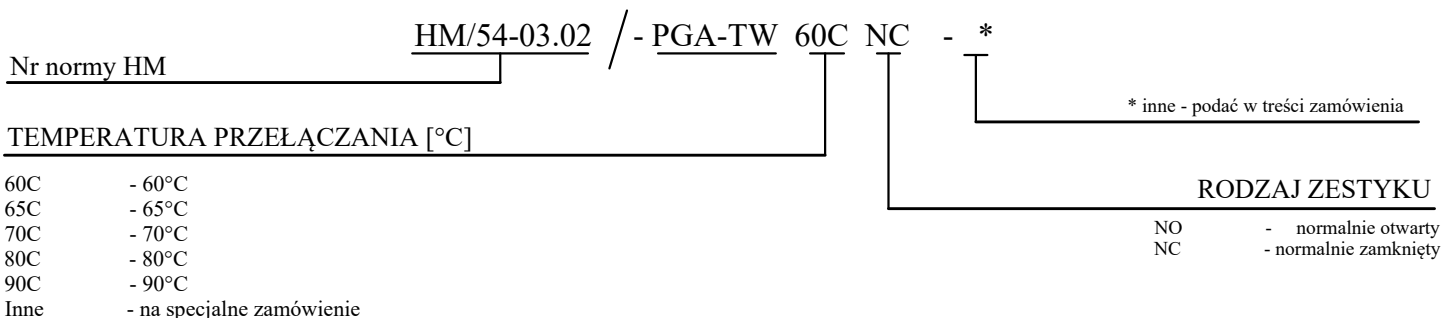 HM/54-03.02 / - PGA-TW 60C NC - *
Nr normy HM
* inne - podać w treści zamówienia
TEMPERATURA PRZEŁĄCZANIA [°C]
60C - 60°C
65C - 65°C
70C - 70°C
80C - 80°C
90C - 90°C
Inne - na specjalne zamówienie
RODZAJ ZESTYKU
NO - normalnie otwarty
NC - normalnie zamknięty